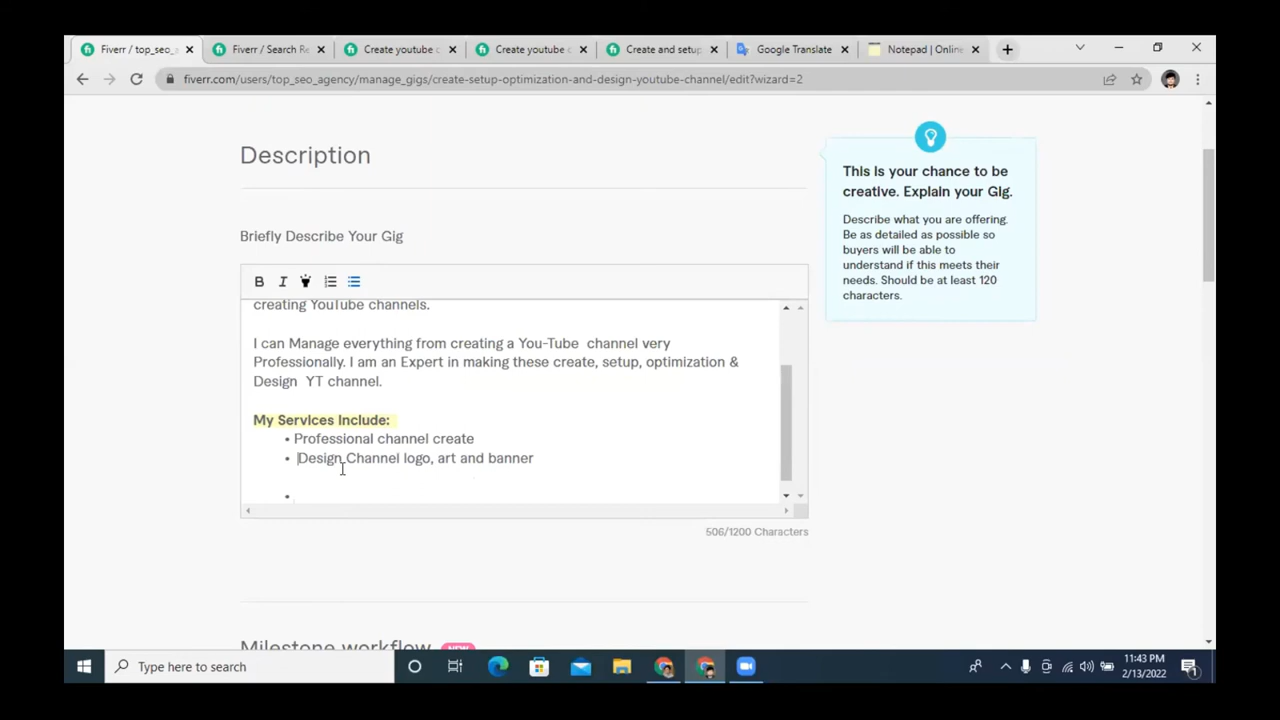 Fiverr / top_seo_
Fiverr / Search Re
Create youtube c
Create youtube c
Create and setup
Google Translate
Notepad | Online
fiverr.com/users/top_seo_agency/manage_gigs/create-setup-optimization-and-design-youtube-channel/edit?wizard=2
Description
Briefly Describe Your Gig
B I
creating YouTube channels.
I can Manage everything from creating a You-Tube  channel very
Professionally. I am an Expert in making these create, setup, optimization &
Design  YT channel.
My Services Include:
• Professional channel create
• Design Channel logo, art and banner
•
506/1200 Characters
This is your chance to be
creative. Explain your Gig.
Describe what you are offering.
Be as detailed as possible so
buyers will be able to
understand if this meets their
needs. Should be at least 120
characters.
Milestone workflow NEW
Type here to search
11:43 PM
2/13/2022
1